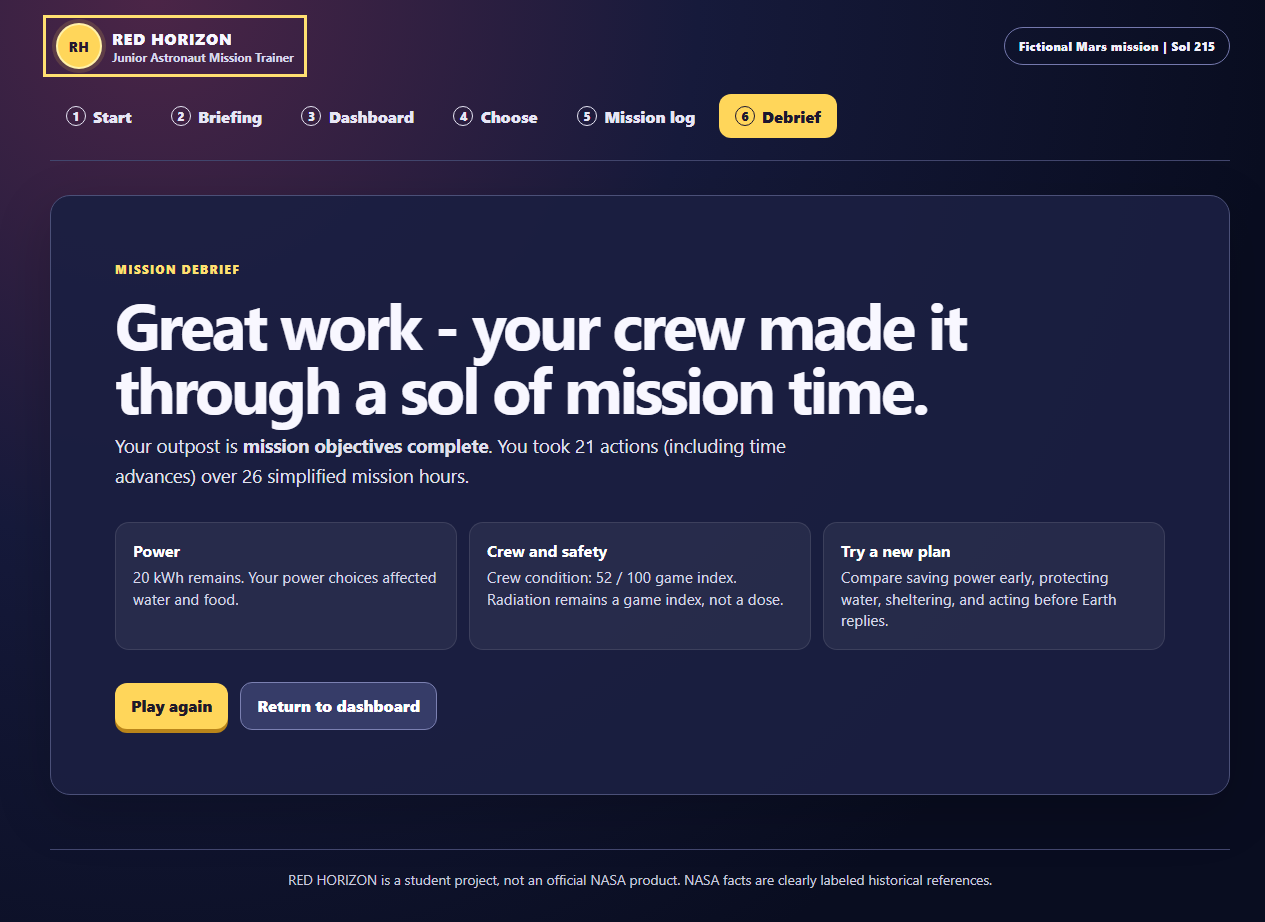 RH
RED HORIZON
Junior Astronaut Mission Trainer
Fictional Mars mission | Sol 215
1 Start
2 Briefing
3 Dashboard
4 Choose
5 Mission log
6 Debrief
MISSION DEBRIEF
Great work - your crew made it
through a sol of mission time.
Your outpost is mission objectives complete. You took 21 actions (including time
advances) over 26 simplified mission hours.
Power
20 kWh remains. Your power choices affected
water and food.
Crew and safety
Crew condition: 52 / 100 game index.
Radiation remains a game index, not a dose.
Try a new plan
Compare saving power early, protecting
water, sheltering, and acting before Earth
replies.
Play again
Return to dashboard
RED HORIZON is a student project, not an official NASA product. NASA facts are clearly labeled historical references.